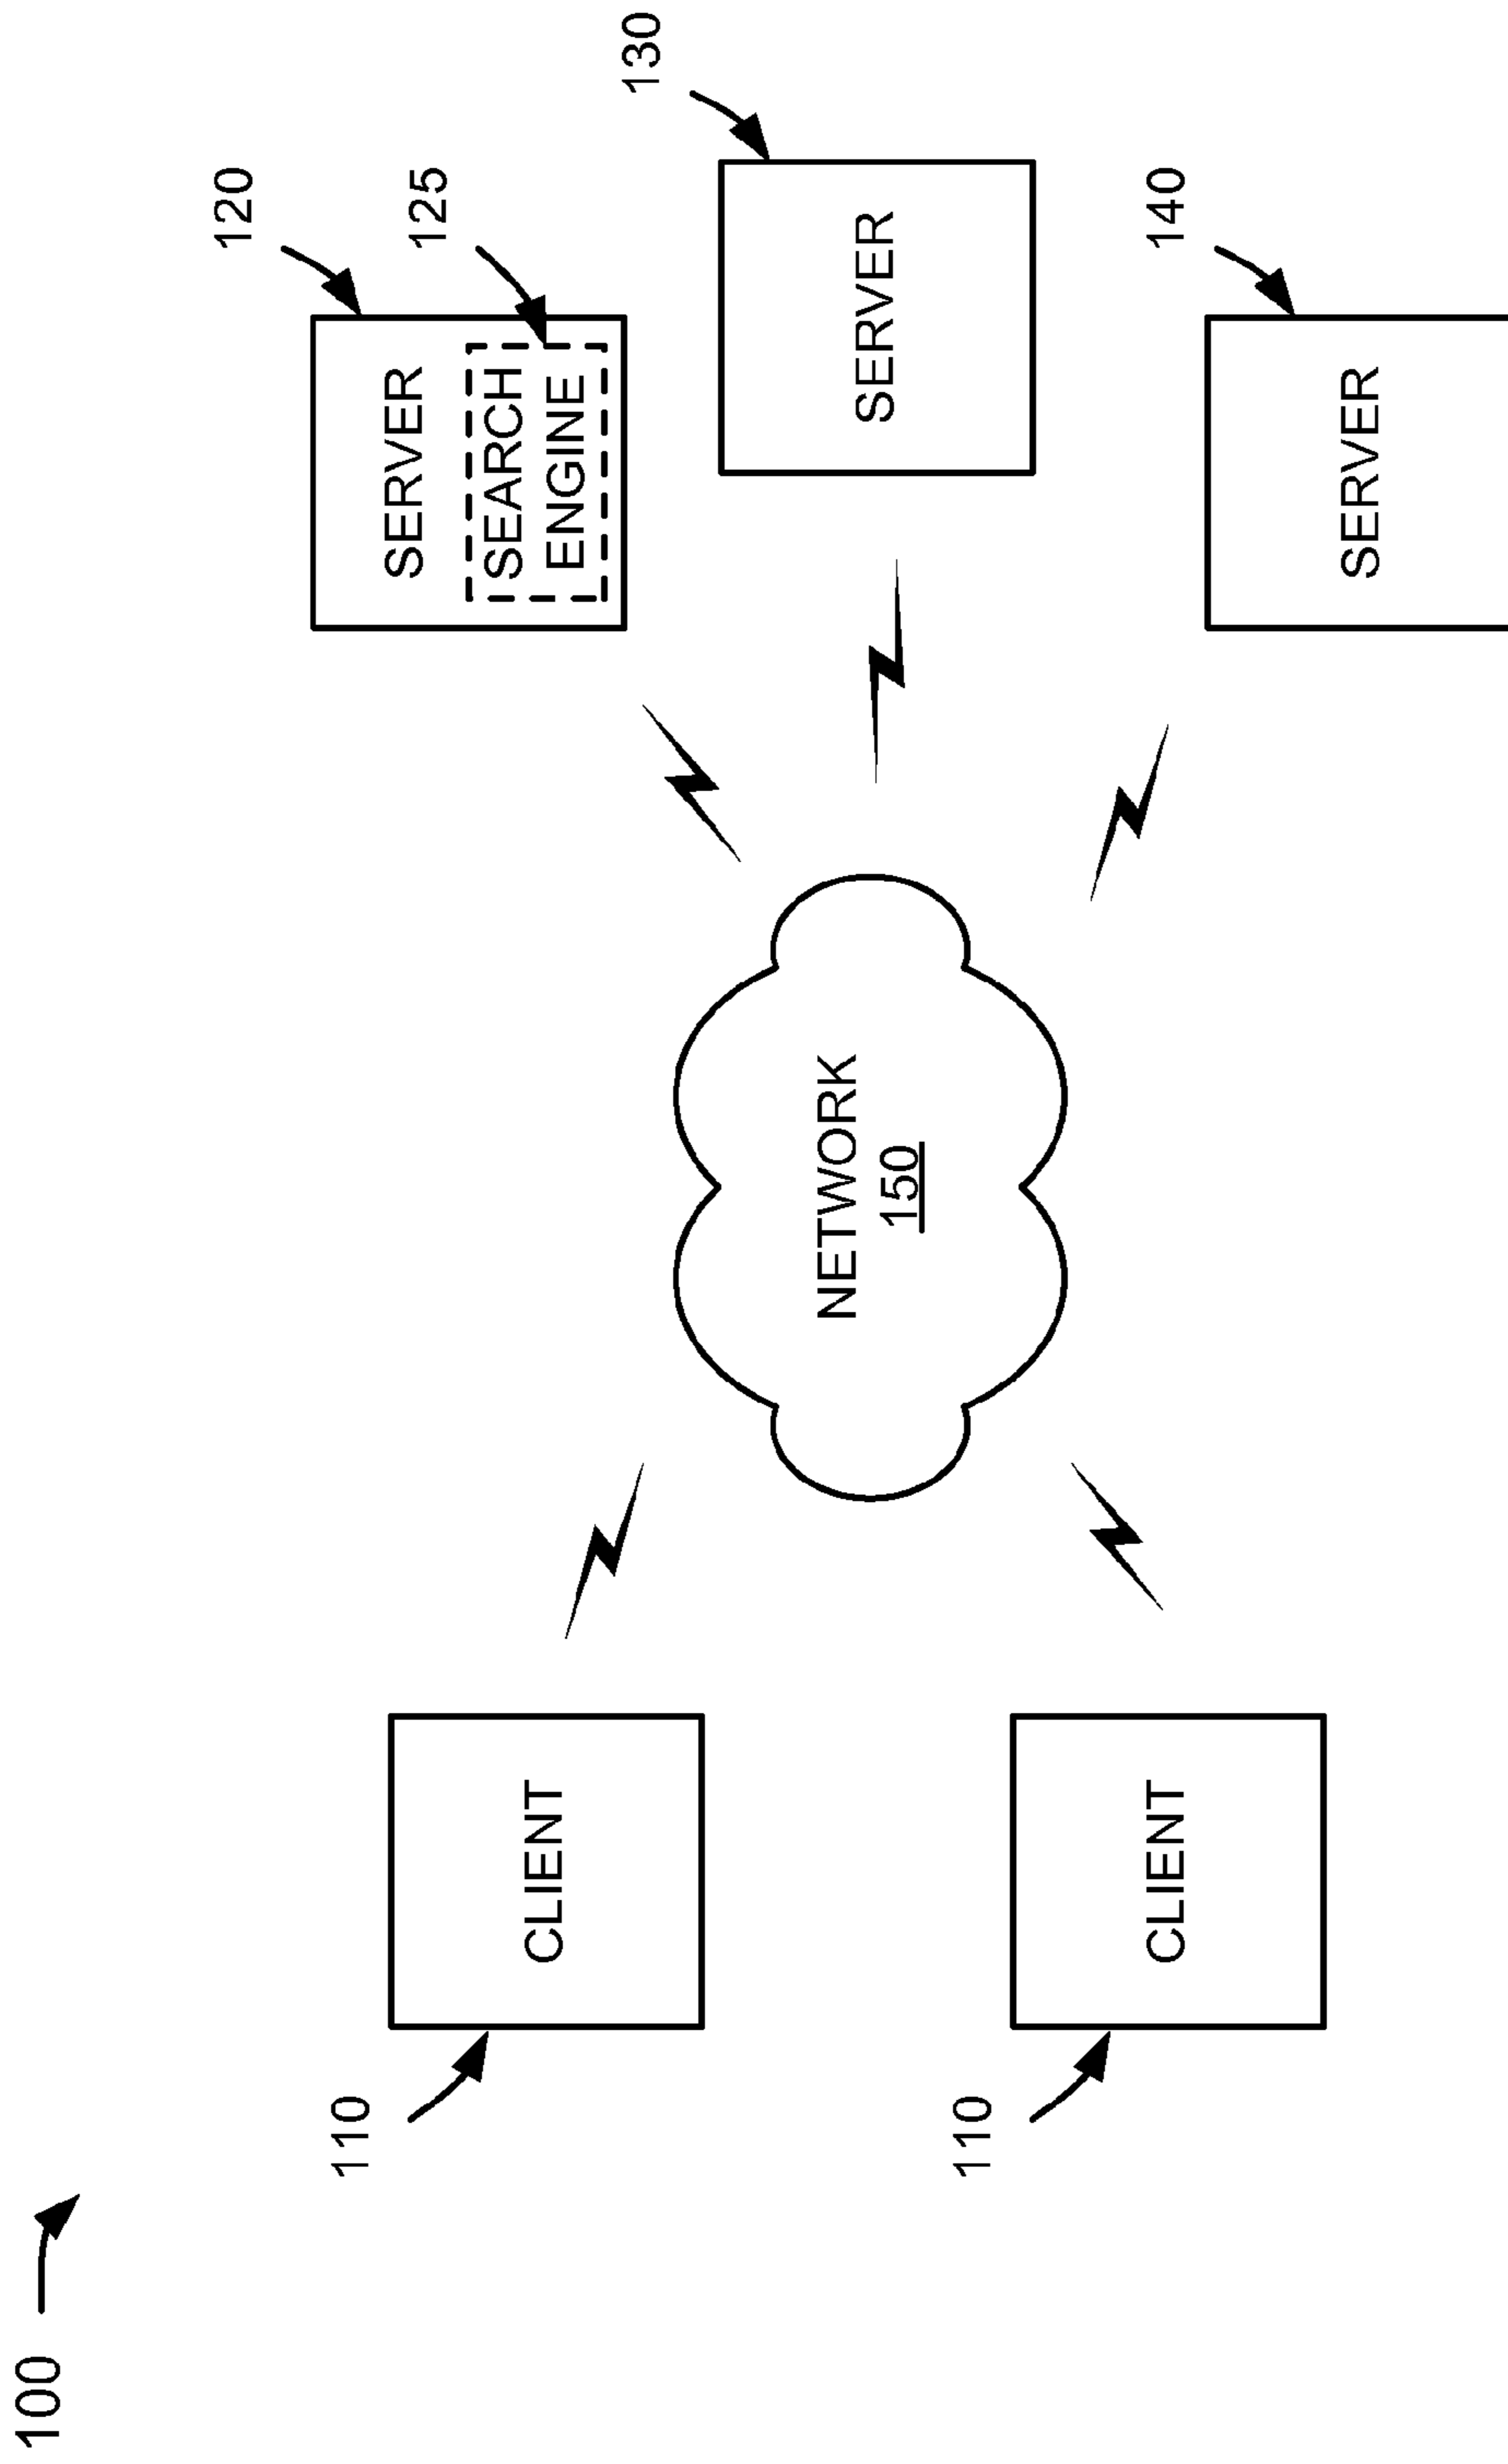 100
120
SERVER
125
SEARCH
ENGINE
110
CLIENT
130
SERVER
NETWORK
150
110
CLIENT
140
SERVER